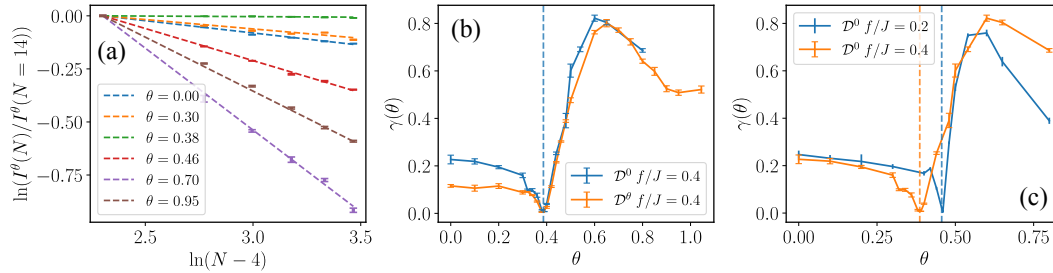 (a)
0.00
−0.25
−0.50
−0.75
ln(I^θ(N)/I^θ(N = 14))
θ = 0.00
θ = 0.30
θ = 0.38
θ = 0.46
θ = 0.70
θ = 0.95
2.5 3.0 3.5
ln(N − 4)
(b)
0.8
0.6
0.4
0.2
0.0
γ(θ)
𝒟⁰ f/J = 0.4
𝒟^θ f/J = 0.4
0.0 0.2 0.4 0.6 0.8 1.0
θ
𝒟⁰ f/J = 0.2
𝒟⁰ f/J = 0.4
0.8
0.6
0.4
0.2
0.0
γ(θ)
(c)
0.00 0.25 0.50 0.75
θ